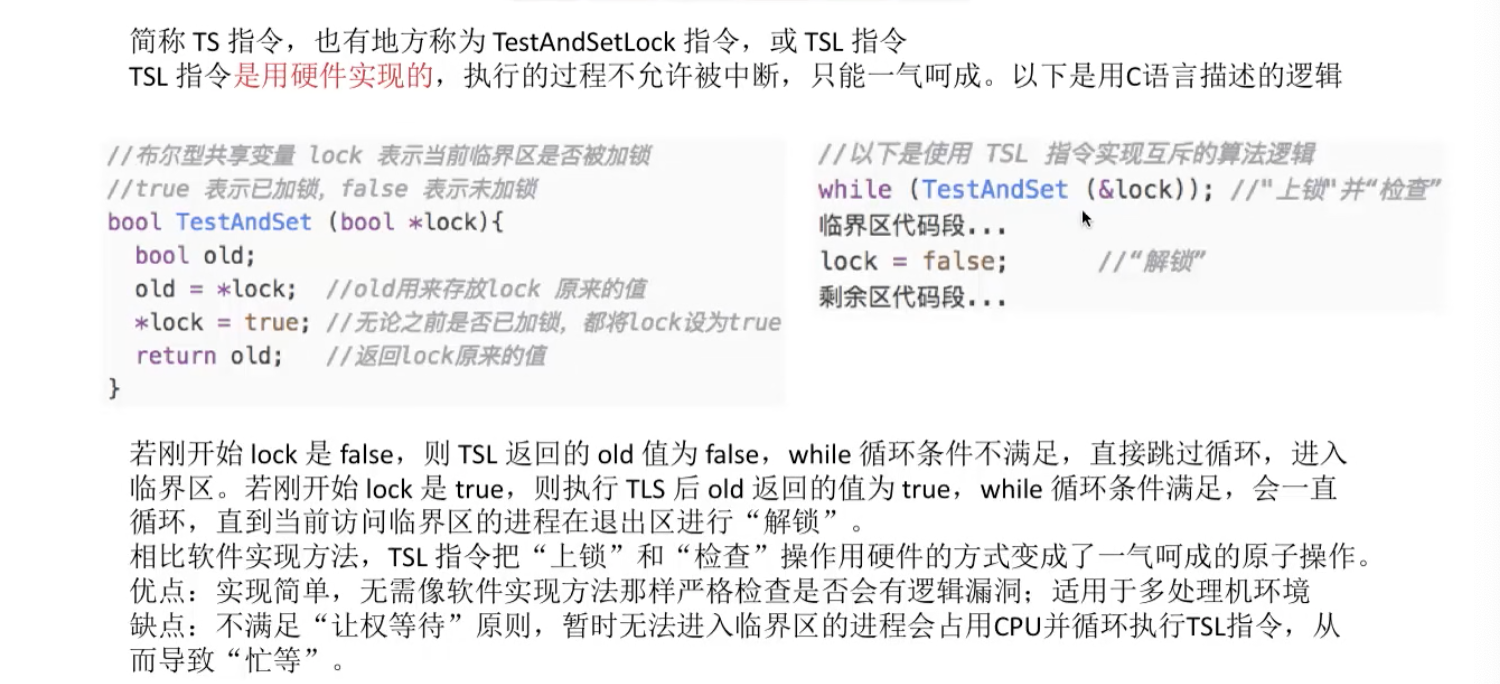 简称 TS 指令，也有地方称为 TestAndSetLock 指令，或 TSL 指令
TSL 指令是用硬件实现的，执行的过程不允许被中断，只能一气呵成。以下是用C语言描述的逻辑
//布尔型共享变量 lock 表示当前临界区是否被加锁
//true 表示已加锁，false 表示未加锁
bool TestAndSet (bool *lock){
  bool old;
  old = *lock;  //old用来存放lock 原来的值
  *lock = true; //无论之前是否已加锁，都将lock设为true
  return old;   //返回lock原来的值
}
//以下是使用 TSL 指令实现互斥的算法逻辑
while (TestAndSet (&lock)); //"上锁"并“检查”
临界区代码段...
lock = false;      //“解锁”
剩余区代码段...
若刚开始 lock 是 false，则 TSL 返回的 old 值为 false，while 循环条件不满足，直接跳过循环，进入
临界区。若刚开始 lock 是 true，则执行 TLS 后 old 返回的值为 true，while 循环条件满足，会一直
循环，直到当前访问临界区的进程在退出区进行“解锁”。
相比软件实现方法，TSL 指令把“上锁”和“检查”操作用硬件的方式变成了一气呵成的原子操作。
优点：实现简单，无需像软件实现方法那样严格检查是否会有逻辑漏洞；适用于多处理机环境
缺点：不满足“让权等待”原则，暂时无法进入临界区的进程会占用CPU并循环执行TSL指令，从
而导致“忙等”。